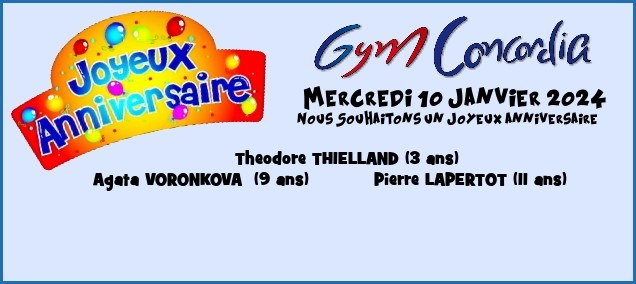 Joyeux
Anniversaire
Gym Concordia
MERCREDI 10 JANVIER 2024
NOUS SOUHAITONS UN JOYEUX ANNIVERSAIRE
Theodore THIELLAND (3 ans)
Agata VORONKOVA (9 ans) Pierre LAPERTOT (11 ans)